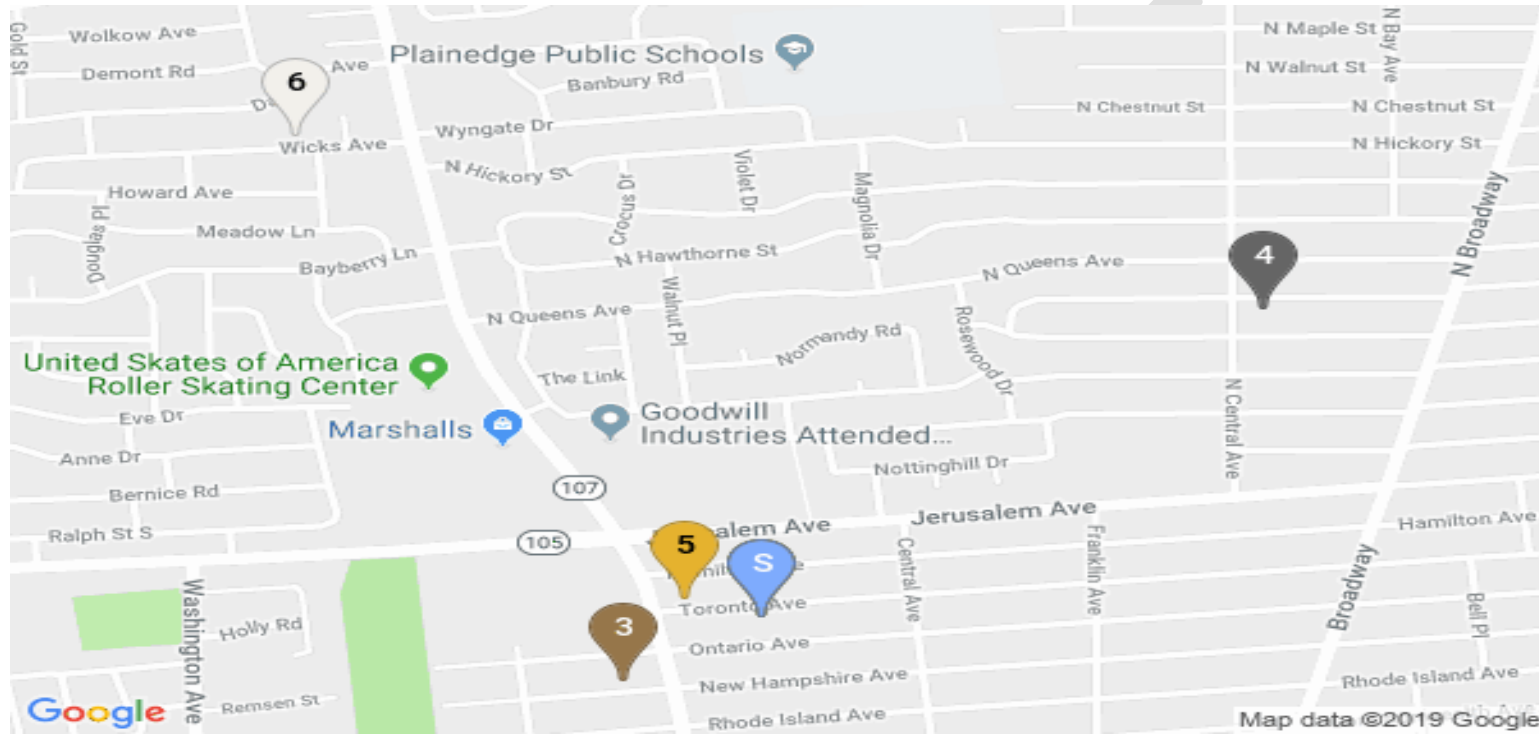 Gold St
Wolkow Ave
Demont Rd
Ave
6
Plainedge Public Schools
Banbury Rd
N Maple St
N Bay Ave
N Walnut St
N Chestnut St
N Chestnut St
Wicks Ave
Wyngate Dr
N Hickory St
N Hickory St
Howard Ave
Douglas Pl
Crocus Dr
Violet Dr
Magnolia Dr
N Broadway
Meadow Ln
Bayberry Ln
N Hawthorne St
Walnut Pl
N Queens Ave
4
N Queens Ave
Normandy Rd
Rosewood Dr
United Skates of America
Roller Skating Center
The Link
N Central Ave
Eve Dr
Marshalls
Goodwill
Industries Attended...
Anne Dr
Nottinghill Dr
Bernice Rd
107
Ralph St S
105
alem Ave
Jerusalem Ave
Hamilton Ave
5
S
Central Ave
Franklin Ave
Broadway
Bell Pl
Washington Ave
Holly Rd
3
Toronto Ave
Ontario Ave
New Hampshire Ave
Rhode Island Ave
Rhode Island Ave
Remsen St
Google
Map data ©2019 Google